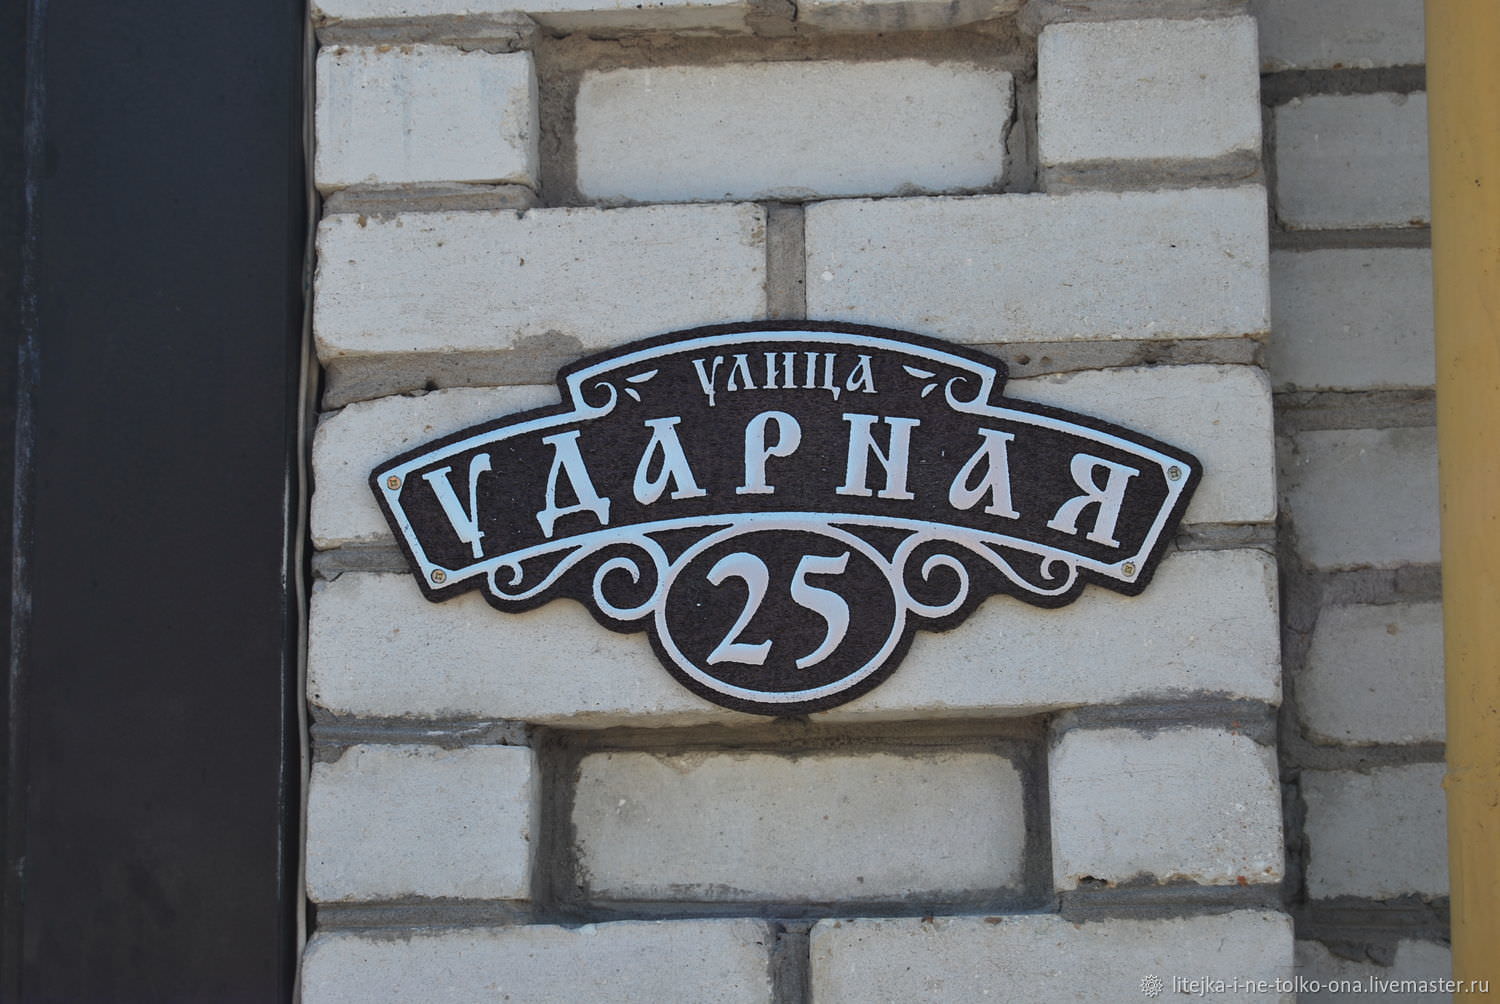 УЛИЦА
УДАРНАЯ
25
litejka-i-ne-tolko-ona.livemaster.ru